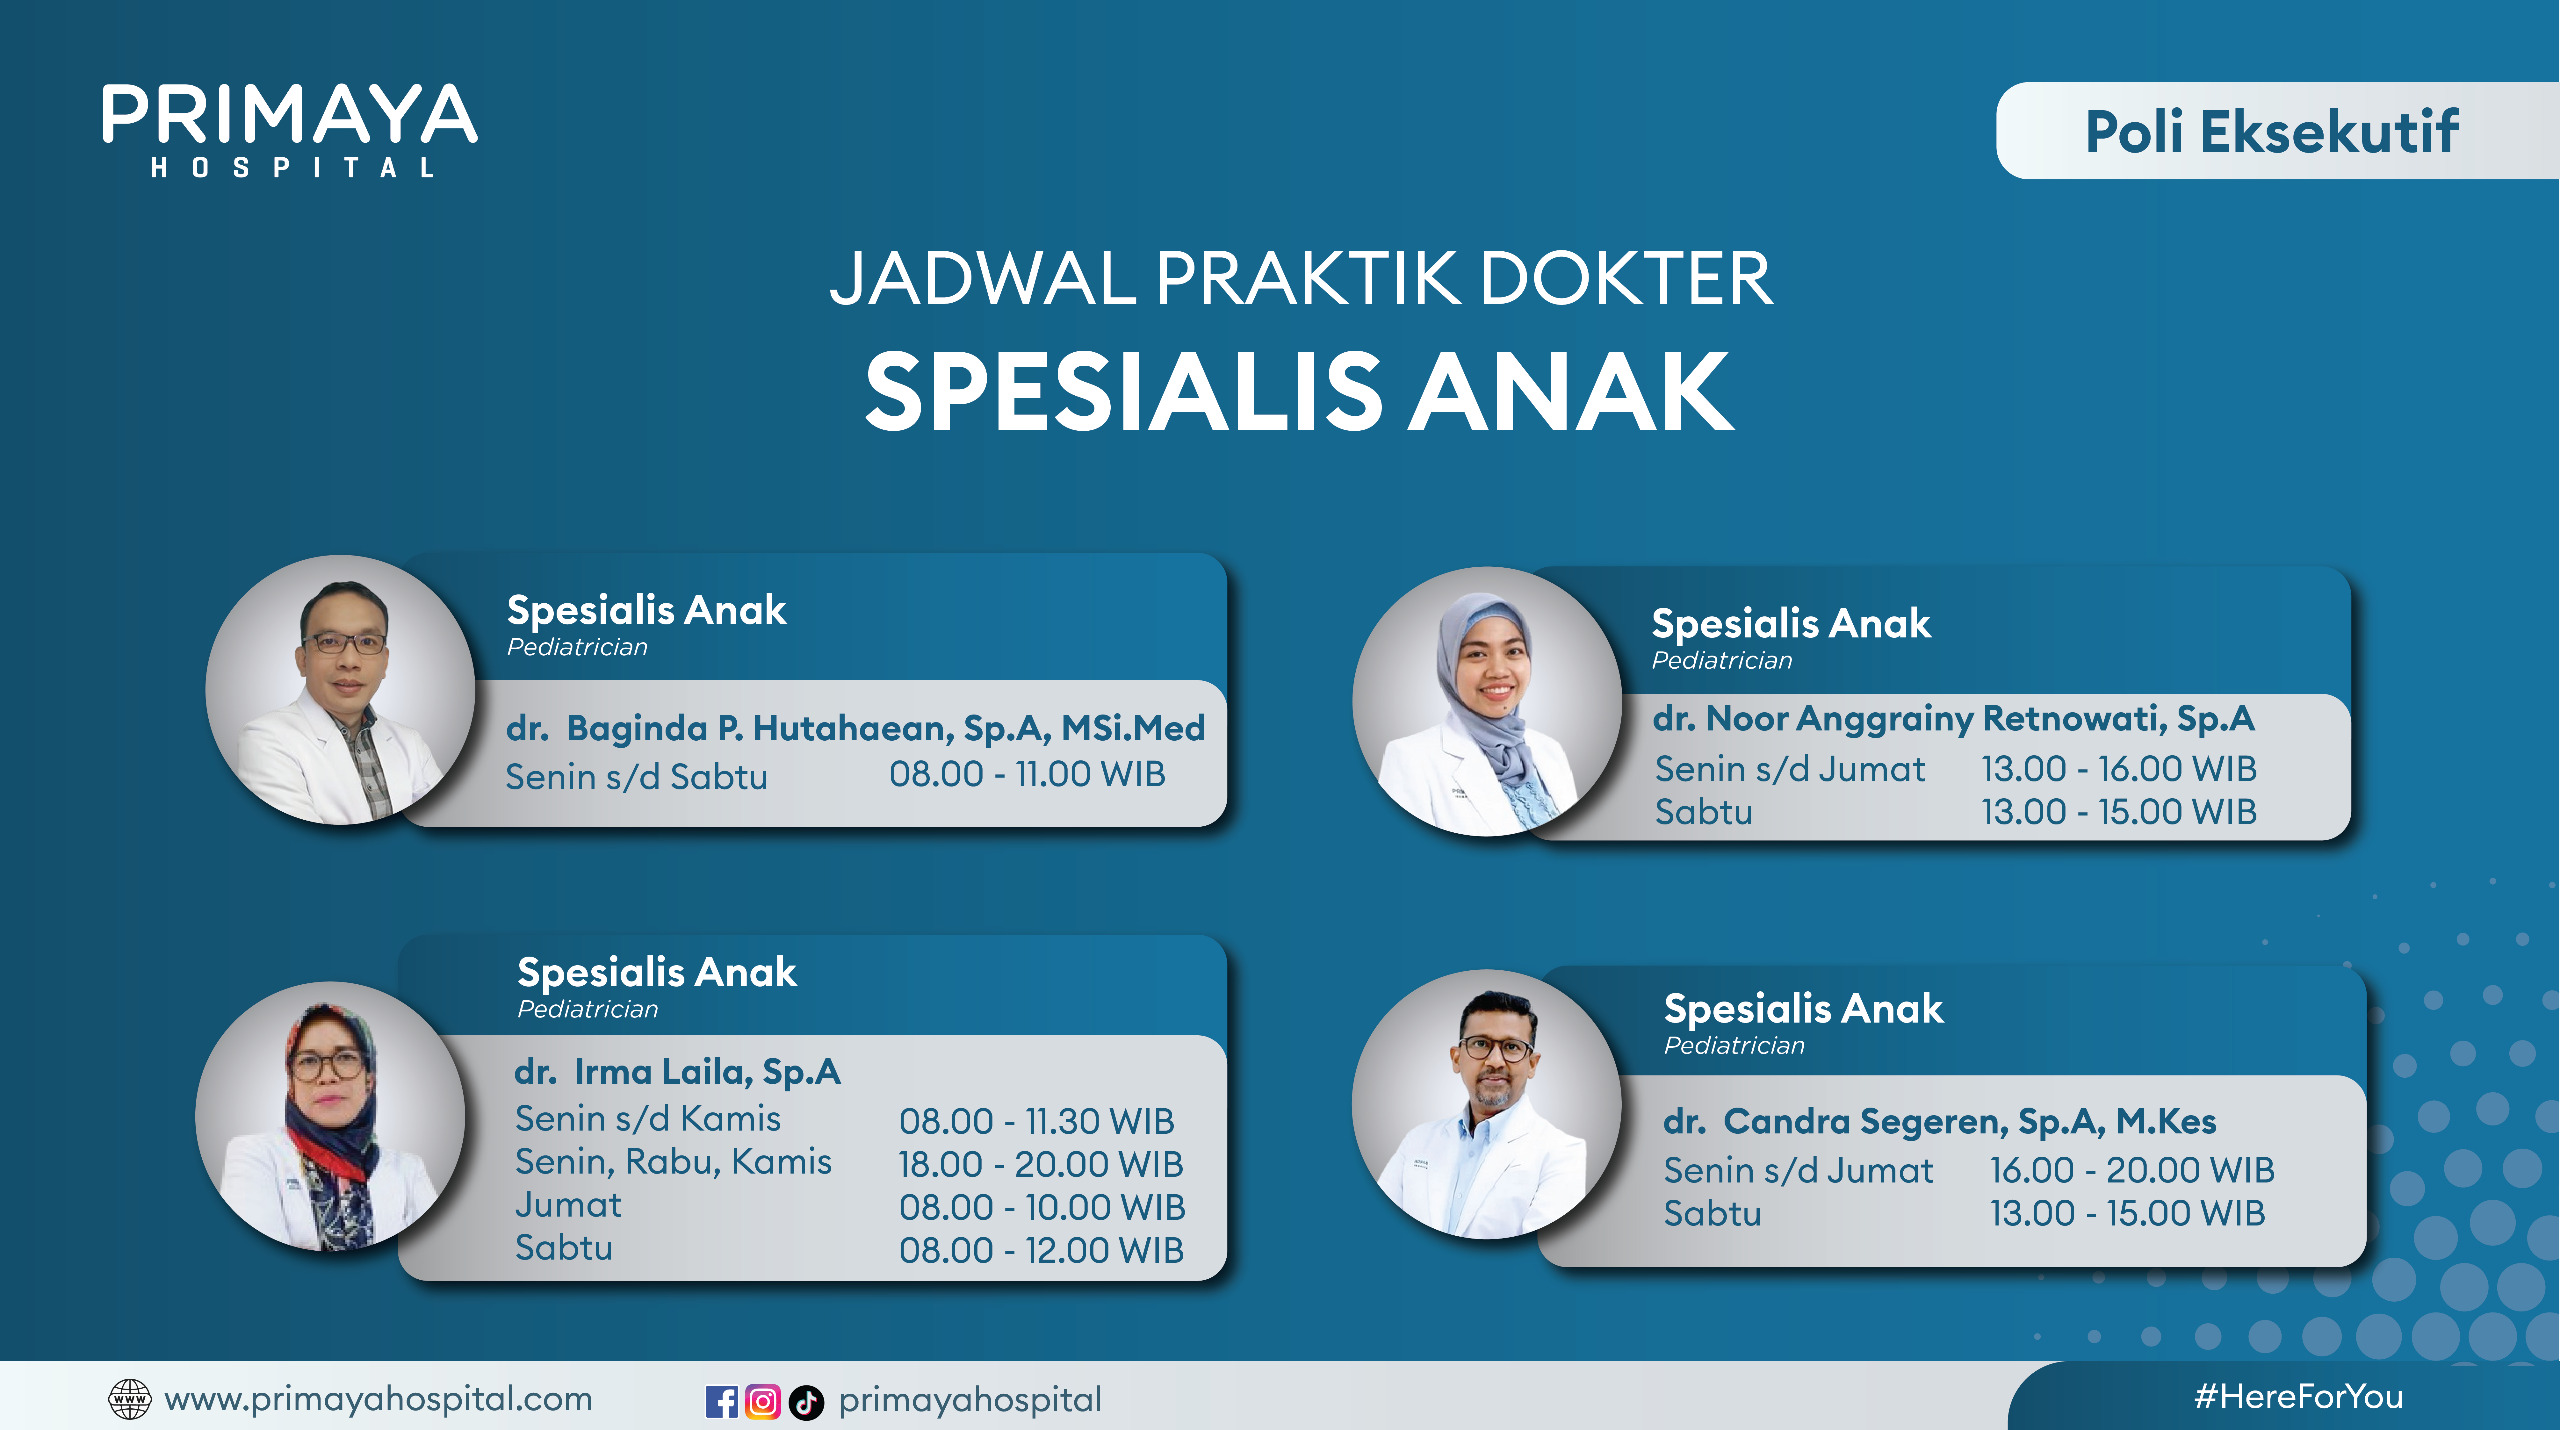 PRIMAYA
HOSPITAL
Poli Eksekutif
JADWAL PRAKTIK DOKTER
SPESIALIS ANAK
Spesialis Anak
Pediatrician
dr. Baginda P. Hutahaean, Sp.A, MSi.Med
Senin s/d Sabtu 08.00 - 11.00 WIB
Spesialis Anak
Pediatrician
dr. Noor Anggrainy Retnowati, Sp.A
Senin s/d Jumat 13.00 - 16.00 WIB
Sabtu 13.00 - 15.00 WIB
Spesialis Anak
Pediatrician
dr. Irma Laila, Sp.A
Senin s/d Kamis 08.00 - 11.30 WIB
Senin, Rabu, Kamis 18.00 - 20.00 WIB
Jumat 08.00 - 10.00 WIB
Sabtu 08.00 - 12.00 WIB
Spesialis Anak
Pediatrician
dr. Candra Segeren, Sp.A, M.Kes
Senin s/d Jumat 16.00 - 20.00 WIB
Sabtu 13.00 - 15.00 WIB
www www.primayahospital.com
primayahospital
#HereForYou